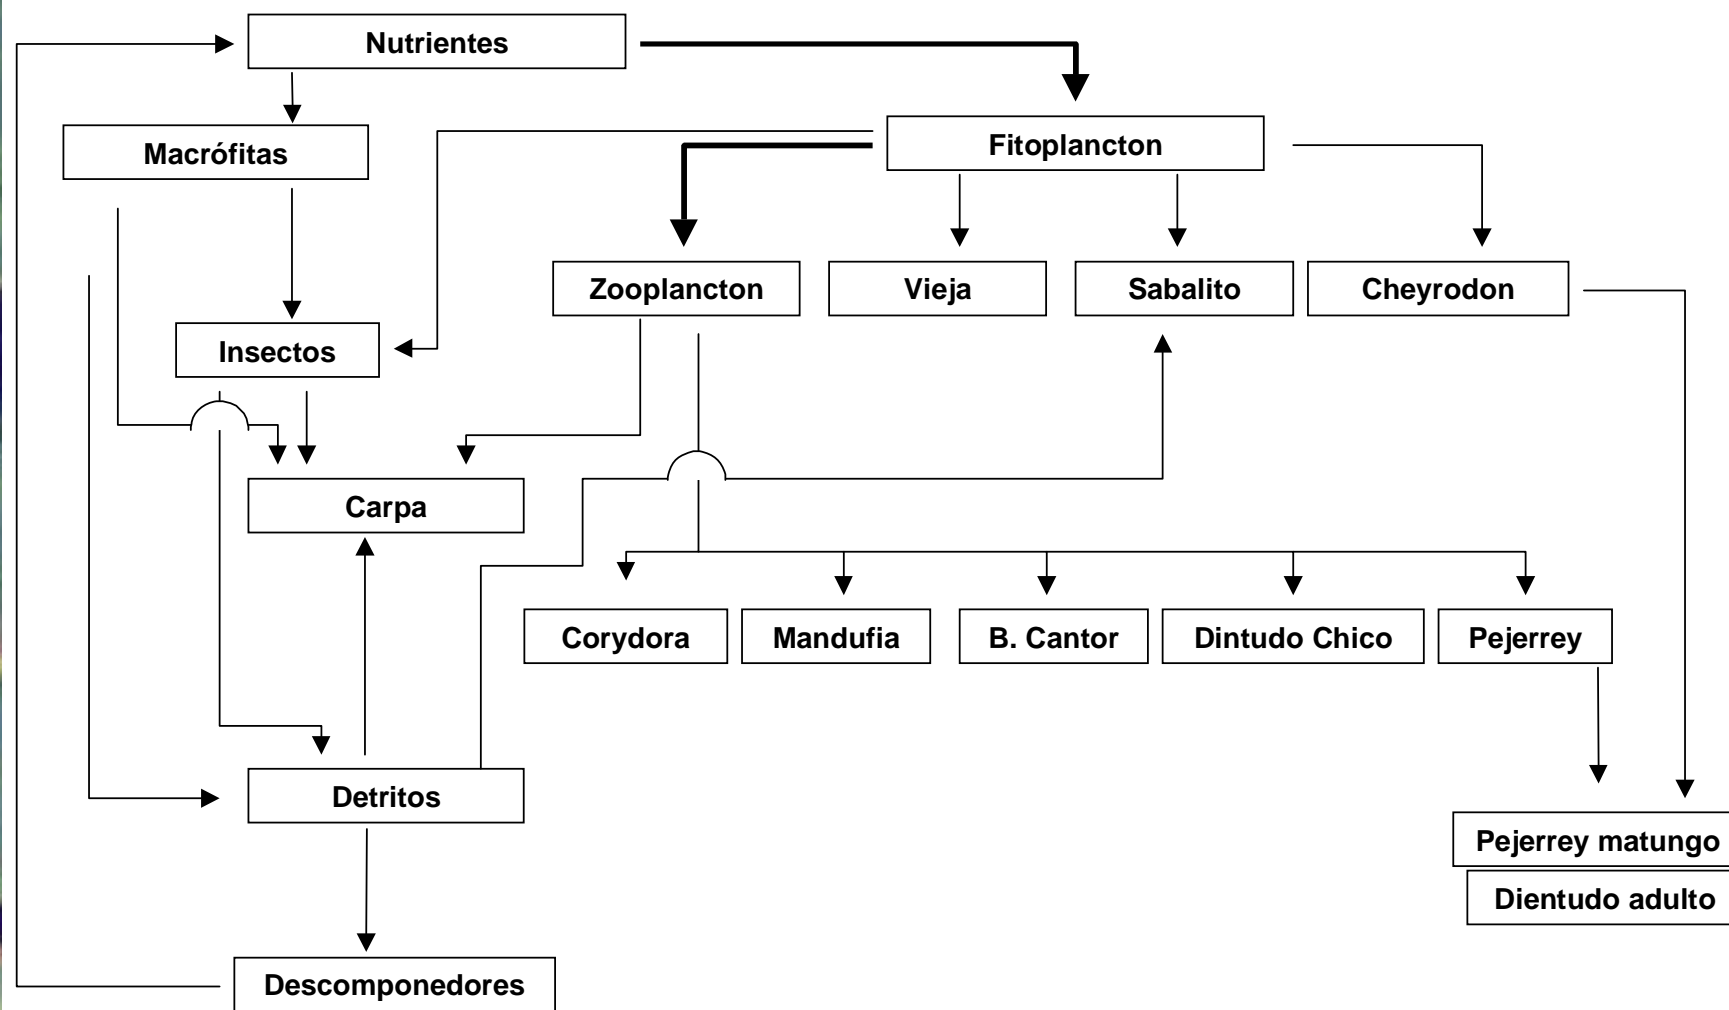 Nutrientes
Macrófitas
Fitoplancton
Zooplancton
Vieja
Sabalito
Cheyrodon
Insectos
Carpa
Corydora
Mandufia
B. Cantor
Dintudo Chico
Pejerrey
Detritos
Pejerrey matungo
Dientudo adulto
Descomponedores